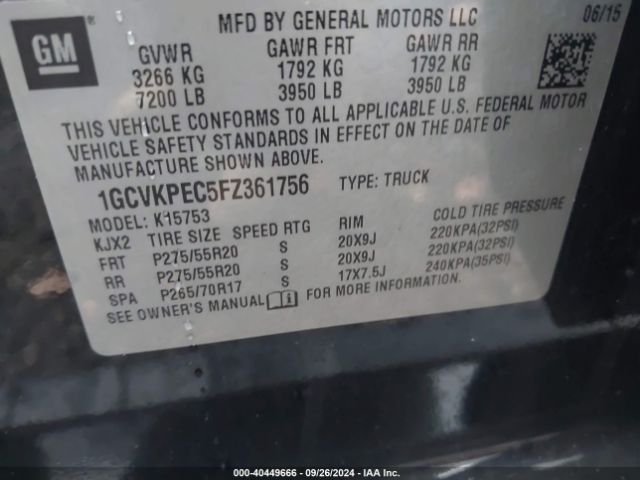 GM
MFD BY GENERAL MOTORS LLC 06/15
GVWR GAWR FRT GAWR RR
3266 KG 1792 KG 1792 KG
7200 LB 3950 LB 3950 LB
THIS VEHICLE CONFORMS TO ALL APPLICABLE U.S. FEDERAL MOTOR
VEHICLE SAFETY STANDARDS IN EFFECT ON THE DATE OF
MANUFACTURE SHOWN ABOVE.
1GCVKPEC5FZ361756 TYPE: TRUCK
MODEL: K15753
KJX2 TIRE SIZE SPEED RTG RIM COLD TIRE PRESSURE
FRT P275/55R20 S 20X9J 220KPA(32PSI)
RR P275/55R20 S 20X9J 220KPA(32PSI)
SPA P265/70R17 S 17X7.5J 240KPA(35PSI)
SEE OWNER'S MANUAL FOR MORE INFORMATION.
000-40449666 - 09/26/2024 - IAA Inc.